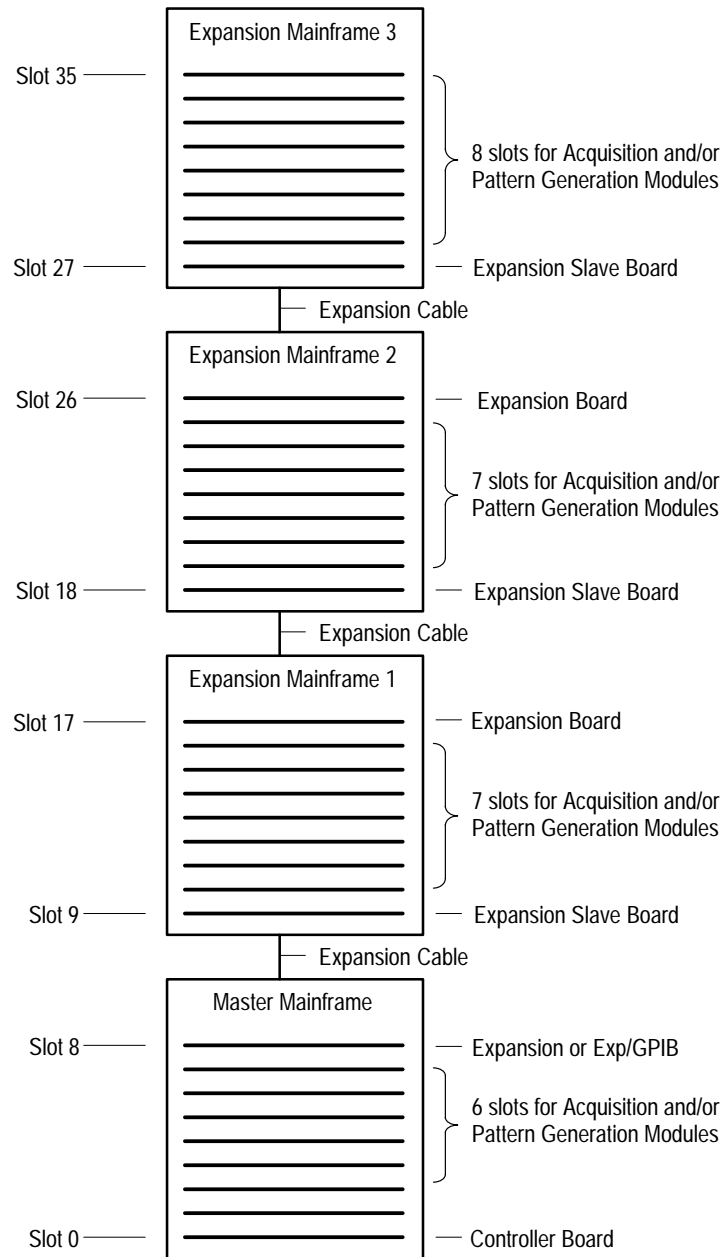 Expansion Mainframe 3
Slot 35
8 slots for Acquisition and/or
Pattern Generation Modules
Slot 27
Expansion Slave Board
Expansion Cable
Expansion Mainframe 2
Slot 26
Expansion Board
7 slots for Acquisition and/or
Pattern Generation Modules
Slot 18
Expansion Slave Board
Expansion Cable
Expansion Mainframe 1
Slot 17
Expansion Board
7 slots for Acquisition and/or
Pattern Generation Modules
Slot 9
Expansion Slave Board
Expansion Cable
Master Mainframe
Slot 8
Expansion or Exp/GPIB
6 slots for Acquisition and/or
Pattern Generation Modules
Slot 0
Controller Board